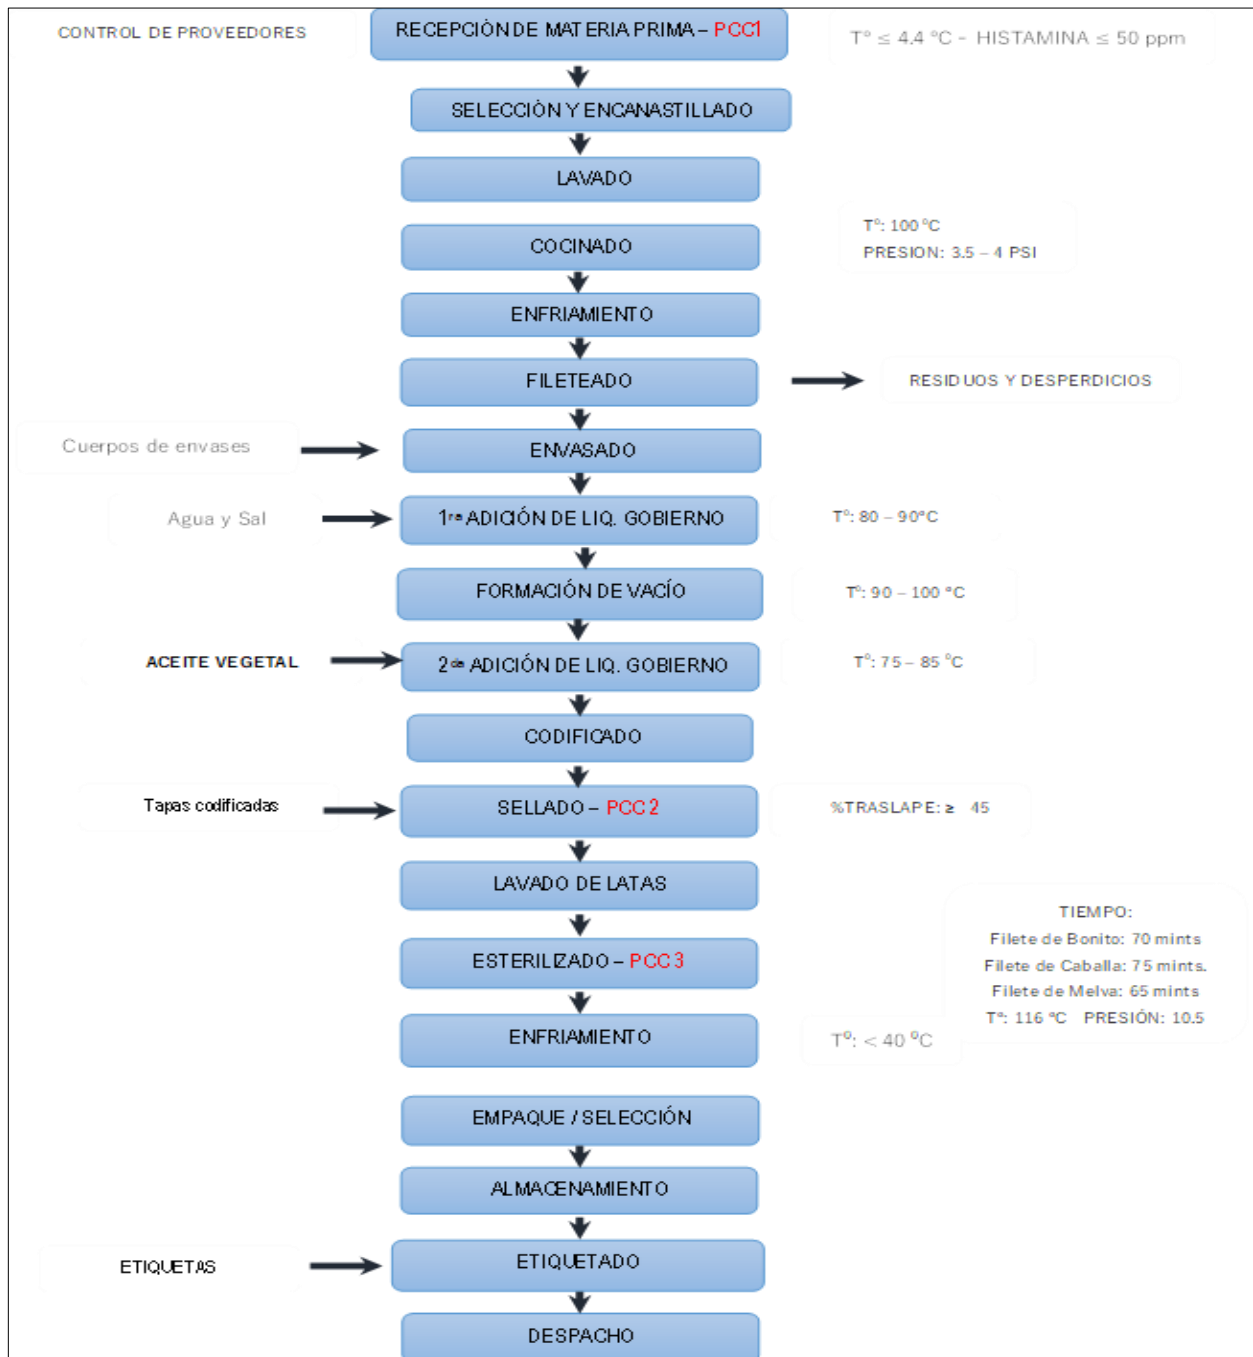 CONTROL DE PROVEEDORES
RECEPCIÓN DE MATERIA PRIMA – PCC1
T° ≤ 4.4 °C - HISTAMINA ≤ 50 ppm
SELECCIÓN Y ENCANASTILLADO
LAVADO
COCINADO
T°: 100 °C
PRESION: 3.5 – 4 PSI
ENFRIAMIENTO
FILETEADO
RESIDUOS Y DESPERDICIOS
Cuerpos de envases
ENVASADO
Agua y Sal
1ra ADICIÓN DE LIQ. GOBIERNO
T°: 80 – 90°C
FORMACIÓN DE VACÍO
T°: 90 – 100 °C
ACEITE VEGETAL
2da ADICIÓN DE LIQ. GOBIERNO
T°: 75 – 85 °C
CODIFICADO
Tapas codificadas
SELLADO – PCC 2
%TRASLAPE: ≥ 45
LAVADO DE LATAS
ESTERILIZADO – PCC 3
TIEMPO:
Filete de Bonito: 70 mints
Filete de Caballa: 75 mints.
Filete de Melva: 65 mints
T°: 116 °C PRESIÓN: 10.5
ENFRIAMIENTO
T°: < 40 °C
EMPAQUE / SELECCIÓN
ALMACENAMIENTO
ETIQUETAS
ETIQUETADO
DESPACHO